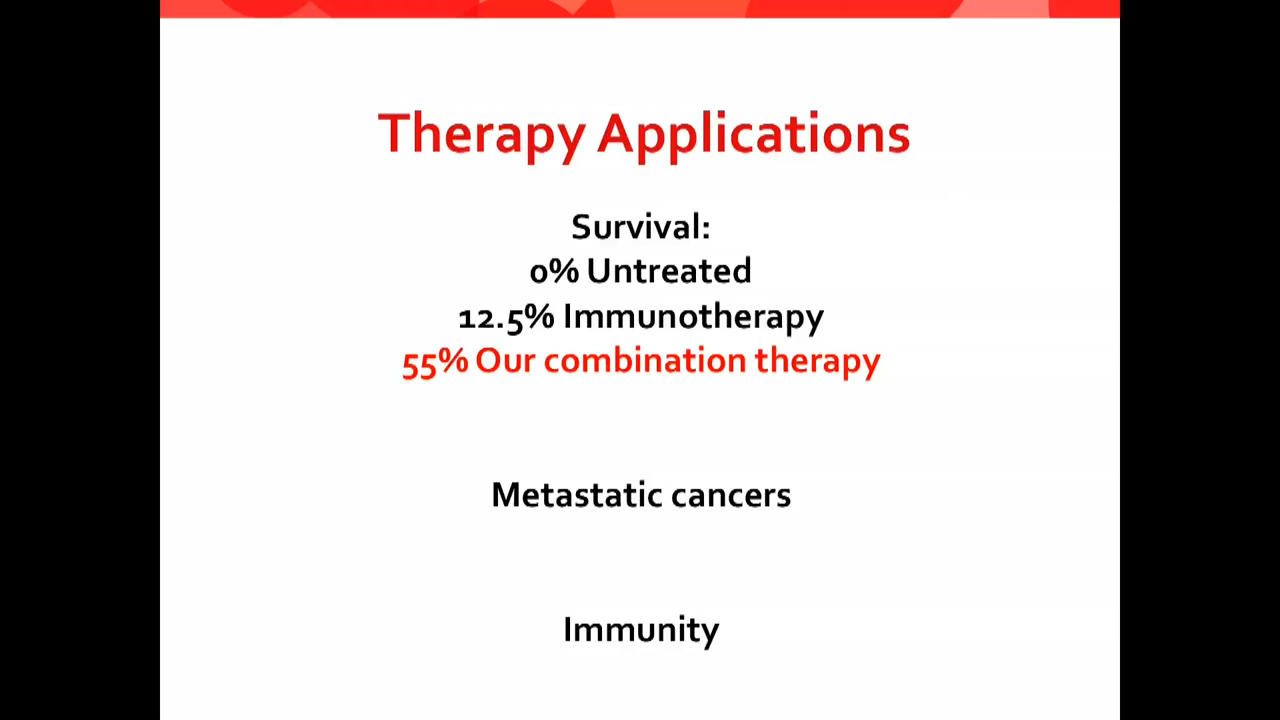 Therapy Applications
Survival:
0% Untreated
12.5% Immunotherapy
55% Our combination therapy
Metastatic cancers
Immunity